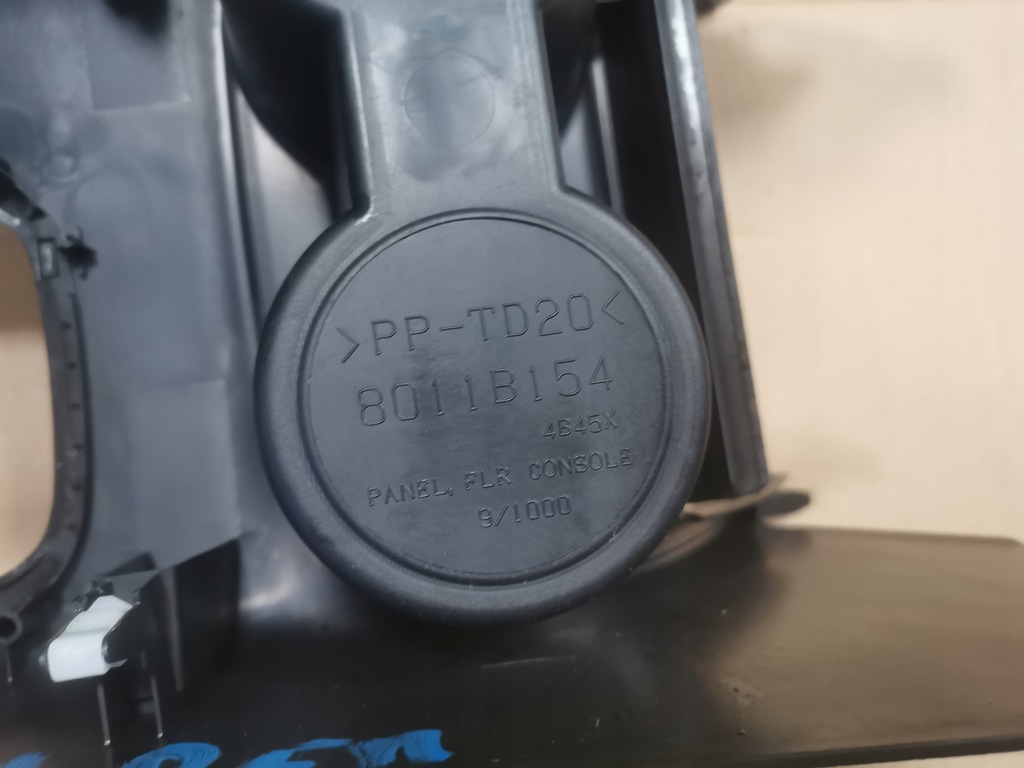 >PP-TD20<
8011B154
4B45X
PANEL, FLR CONSOLE
9/1000